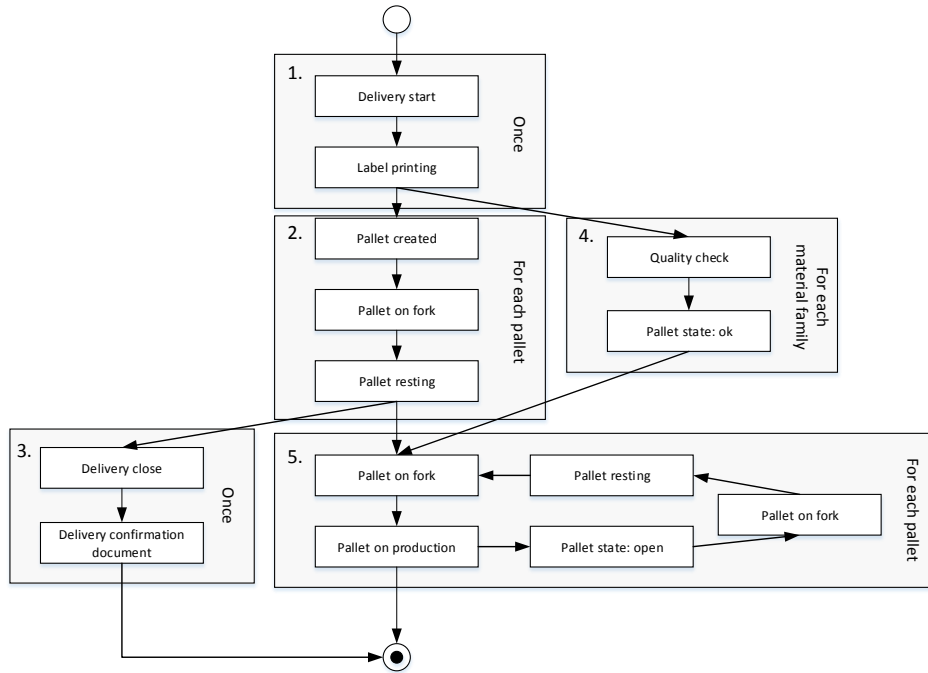 1.
Delivery start
Label printing
Once
2.
Pallet created
Pallet on fork
Pallet resting
For each pallet
4.
Quality check
Pallet state: ok
For each
material family
3.
Delivery close
Delivery confirmation
document
Once
5.
Pallet on fork
Pallet resting
Pallet on fork
Pallet on production
Pallet state: open
For each pallet